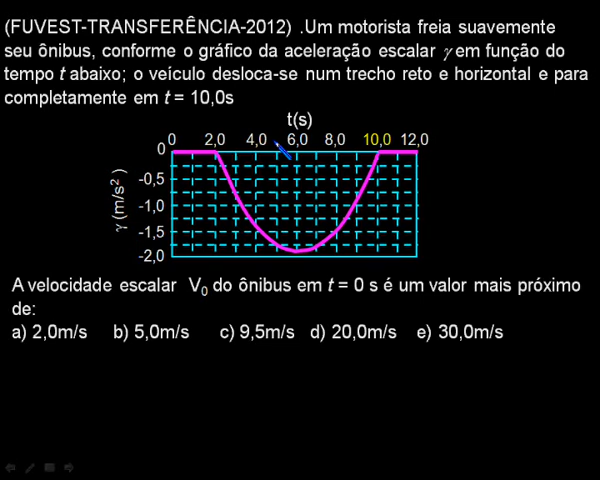 (FUVEST-TRANSFERÊNCIA-2012) .Um motorista freia suavemente
seu ônibus, conforme o gráfico da aceleração escalar γ em função do
tempo t abaixo; o veículo desloca-se num trecho reto e horizontal e para
completamente em t = 10,0s
t(s)
0 2,0 4,0 6,0 8,0 10,0 12,0
0
-0,5
-1,0
-1,5
-2,0
γ (m/s²)
A velocidade escalar V₀ do ônibus em t = 0 s é um valor mais próximo
de:
a) 2,0m/s b) 5,0m/s c) 9,5m/s d) 20,0m/s e) 30,0m/s